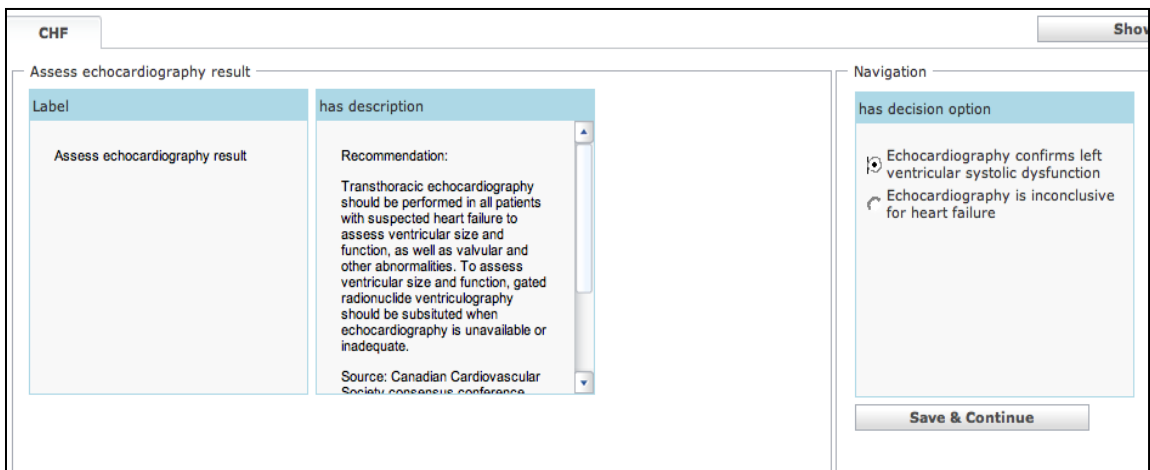 CHF
Show
Assess echocardiography result
Label
Assess echocardiography result
has description
Recommendation:
Transthoracic echocardiography
should be performed in all patients
with suspected heart failure to
assess ventricular size and
function, as well as valvular and
other abnormalities. To assess
ventricular size and function, gated
radionuclide ventriculography
should be subsituted when
echocardiography is unavailable or
inadequate.
Source: Canadian Cardiovascular
Society consensus conference
Navigation
has decision option
Echocardiography confirms left
ventricular systolic dysfunction
Echocardiography is inconclusive
for heart failure
Save & Continue